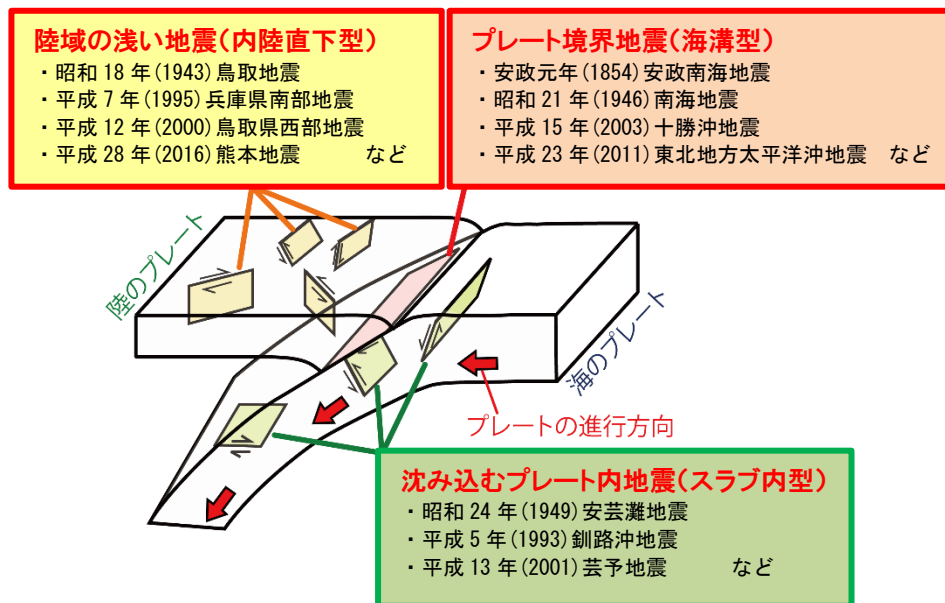 陸域の浅い地震(内陸直下型)
・昭和 18 年(1943)鳥取地震
・平成 7 年(1995)兵庫県南部地震
・平成 12 年(2000)鳥取県西部地震
・平成 28 年(2016)熊本地震 など
プレート境界地震(海溝型)
・安政元年(1854)安政南海地震
・昭和 21 年(1946)南海地震
・平成 15 年(2003)十勝沖地震
・平成 23 年(2011)東北地方太平洋沖地震 など
陸のプレート
海のプレート
プレートの進行方向
沈み込むプレート内地震(スラブ内型)
・昭和 24 年(1949)安芸灘地震
・平成 5 年(1993)釧路沖地震
・平成 13 年(2001)芸予地震 など